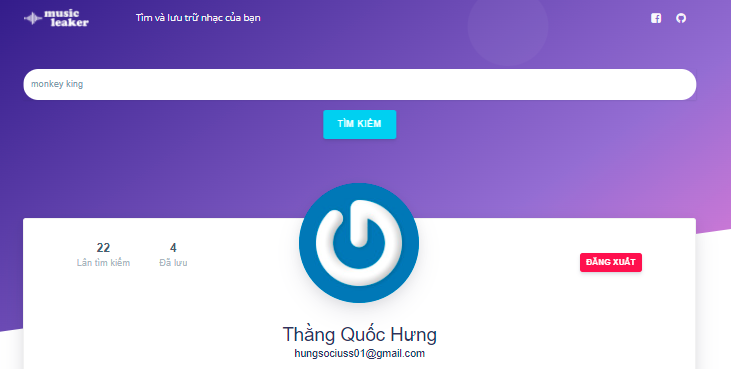 music
leaker
Tìm và lưu trữ nhạc của bạn
monkey king
TÌM KIẾM
22
Lần tìm kiếm
4
Đã lưu
ĐĂNG XUẤT
Thằng Quốc Hưng
hungsociuss01@gmail.com